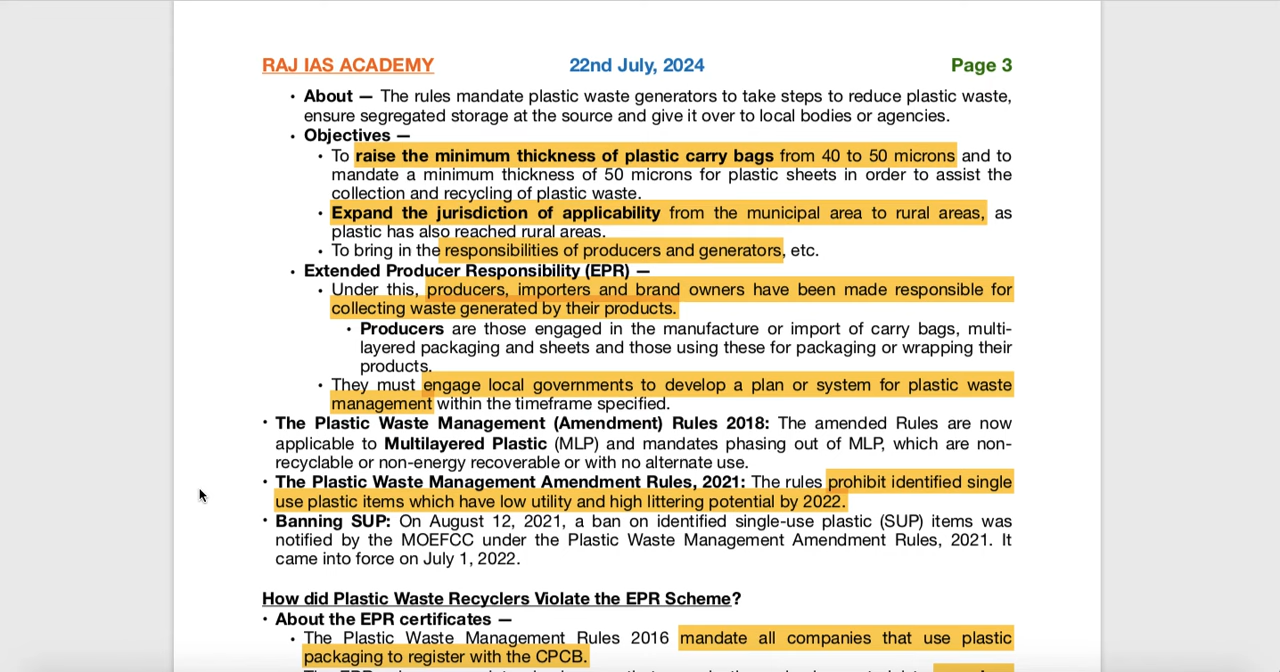 RAJ IAS ACADEMY 22nd July, 2024 Page 3
• About — The rules mandate plastic waste generators to take steps to reduce plastic waste,
ensure segregated storage at the source and give it over to local bodies or agencies.
• Objectives —
• To raise the minimum thickness of plastic carry bags from 40 to 50 microns and to
mandate a minimum thickness of 50 microns for plastic sheets in order to assist the
collection and recycling of plastic waste.
• Expand the jurisdiction of applicability from the municipal area to rural areas, as
plastic has also reached rural areas.
• To bring in the responsibilities of producers and generators, etc.
• Extended Producer Responsibility (EPR) —
• Under this, producers, importers and brand owners have been made responsible for
collecting waste generated by their products.
• Producers are those engaged in the manufacture or import of carry bags, multi-
layered packaging and sheets and those using these for packaging or wrapping their
products.
• They must engage local governments to develop a plan or system for plastic waste
management within the timeframe specified.
• The Plastic Waste Management (Amendment) Rules 2018: The amended Rules are now
applicable to Multilayered Plastic (MLP) and mandates phasing out of MLP, which are non-
recyclable or non-energy recoverable or with no alternate use.
• The Plastic Waste Management Amendment Rules, 2021: The rules prohibit identified single
use plastic items which have low utility and high littering potential by 2022.
• Banning SUP: On August 12, 2021, a ban on identified single-use plastic (SUP) items was
notified by the MOEFCC under the Plastic Waste Management Amendment Rules, 2021. It
came into force on July 1, 2022.
How did Plastic Waste Recyclers Violate the EPR Scheme?
• About the EPR certificates —
• The Plastic Waste Management Rules 2016 mandate all companies that use plastic
packaging to register with the CPCB.